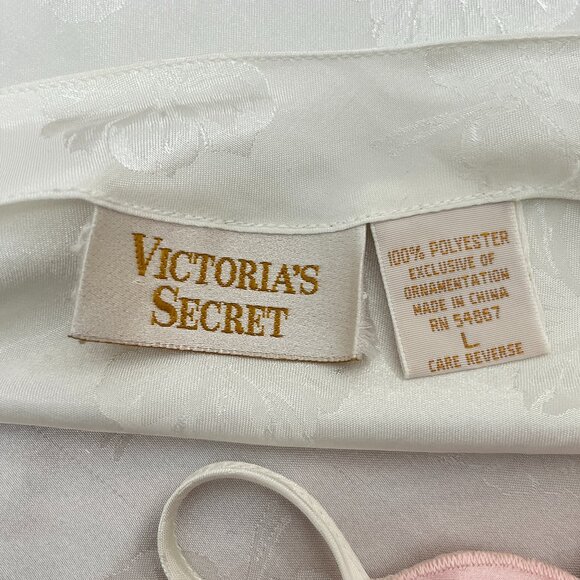 VICTORIA'S
SECRET
100% POLYESTER
EXCLUSIVE OF
ORNAMENTATION
MADE IN CHINA
RN 54867
L
CARE REVERSE